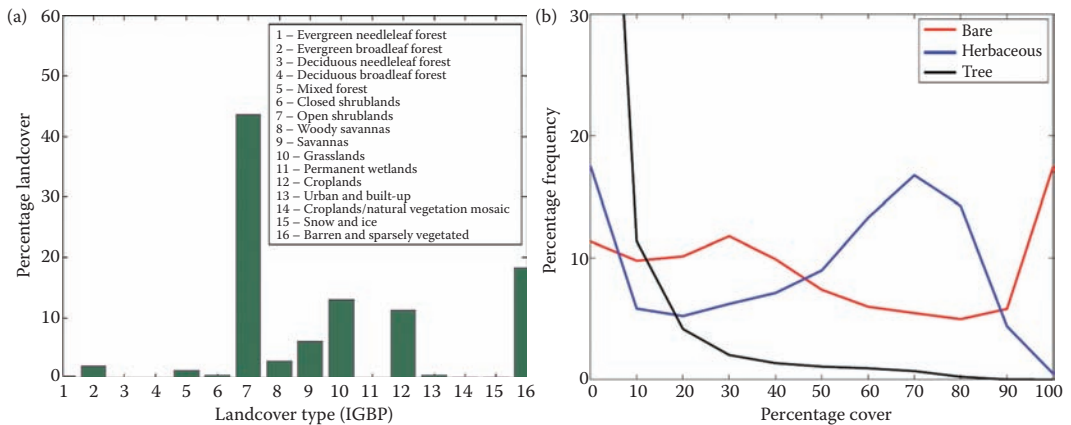 (a)
60
50
40
30
20
10
0
Percentage landcover
1 – Evergreen needleleaf forest
2 – Evergreen broadleaf forest
3 – Deciduous needleleaf forest
4 – Deciduous broadleaf forest
5 – Mixed forest
6 – Closed shrublands
7 – Open shrublands
8 – Woody savannas
9 – Savannas
10 – Grasslands
11 – Permanent wetlands
12 – Croplands
13 – Urban and built-up
14 – Croplands/natural vegetation mosaic
15 – Snow and ice
16 – Barren and sparsely vegetated
1 2 3 4 5 6 7 8 9 10 11 12 13 14 15 16
Landcover type (IGBP)
(b)
30
20
10
0
Percentage frequency
Bare
Herbaceous
Tree
0 10 20 30 40 50 60 70 80 90 100
Percentage cover